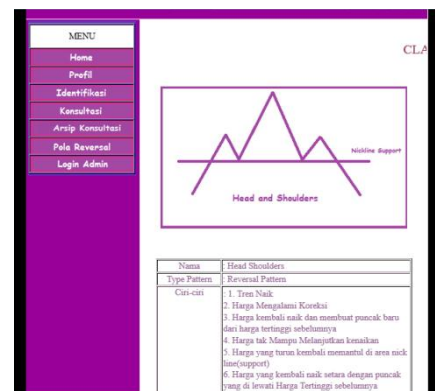 MENU
Home
Profil
Identifikasi
Konsultasi
Arsip Konsultasi
Pola Reversal
Login Admin
CLA
Nickline Support
Head and Shoulders
Nama : Head Shoulders
Type Pattern : Reversal Pattern
Ciri-ciri : 1. Tren Naik
2. Harga Mengalami Koreksi
3. Harga kembali naik dan membuat puncak baru
dari harga tertinggi sebelumnya
4. Harga tak Mampu Melanjutkan kenaikan
5. Harga yang turun kembali memantul di area nick
line(support)
6. Harga yang kembali naik setara dengan puncak
yang di lewati Harga Tertinggi sebelumnya